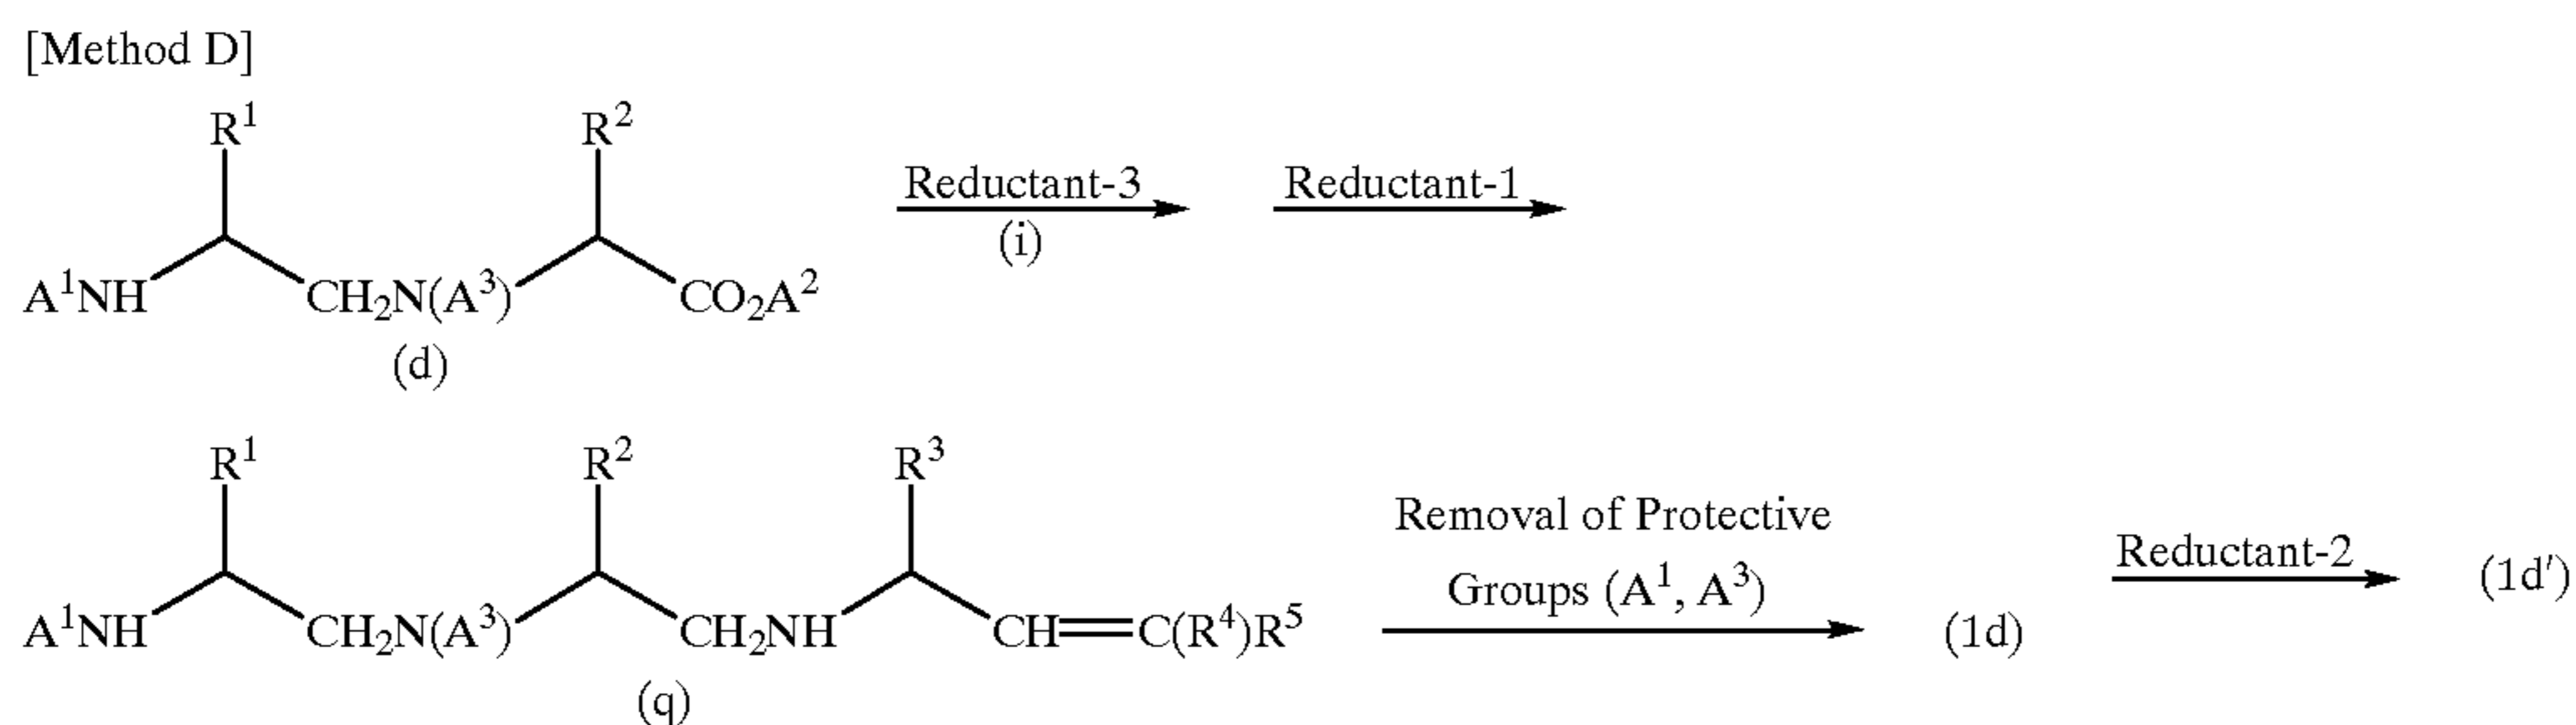 [Method D]
R¹ R²
Reductant-3 Reductant-1
(i)
A¹NH CH₂N(A³) CO₂A²
(d)
R¹ R² R³
Removal of Protective
Groups (A¹, A³)
Reductant-2
(1d')
A¹NH CH₂N(A³) CH₂NH CH=C(R⁴)R⁵ (1d)
(q)